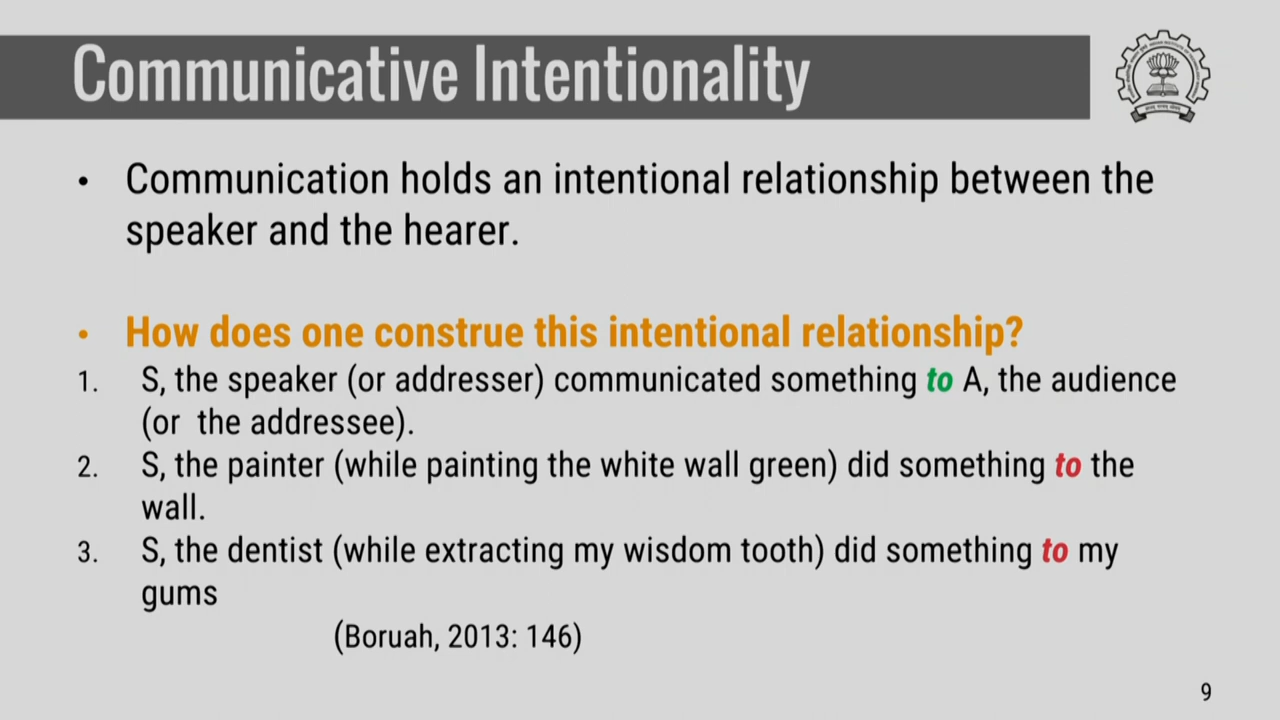 Communicative Intentionality
• Communication holds an intentional relationship between the
speaker and the hearer.
• How does one construe this intentional relationship?
1. S, the speaker (or addresser) communicated something to A, the audience
(or the addressee).
2. S, the painter (while painting the white wall green) did something to the
wall.
3. S, the dentist (while extracting my wisdom tooth) did something to my
gums
(Boruah, 2013: 146)
9